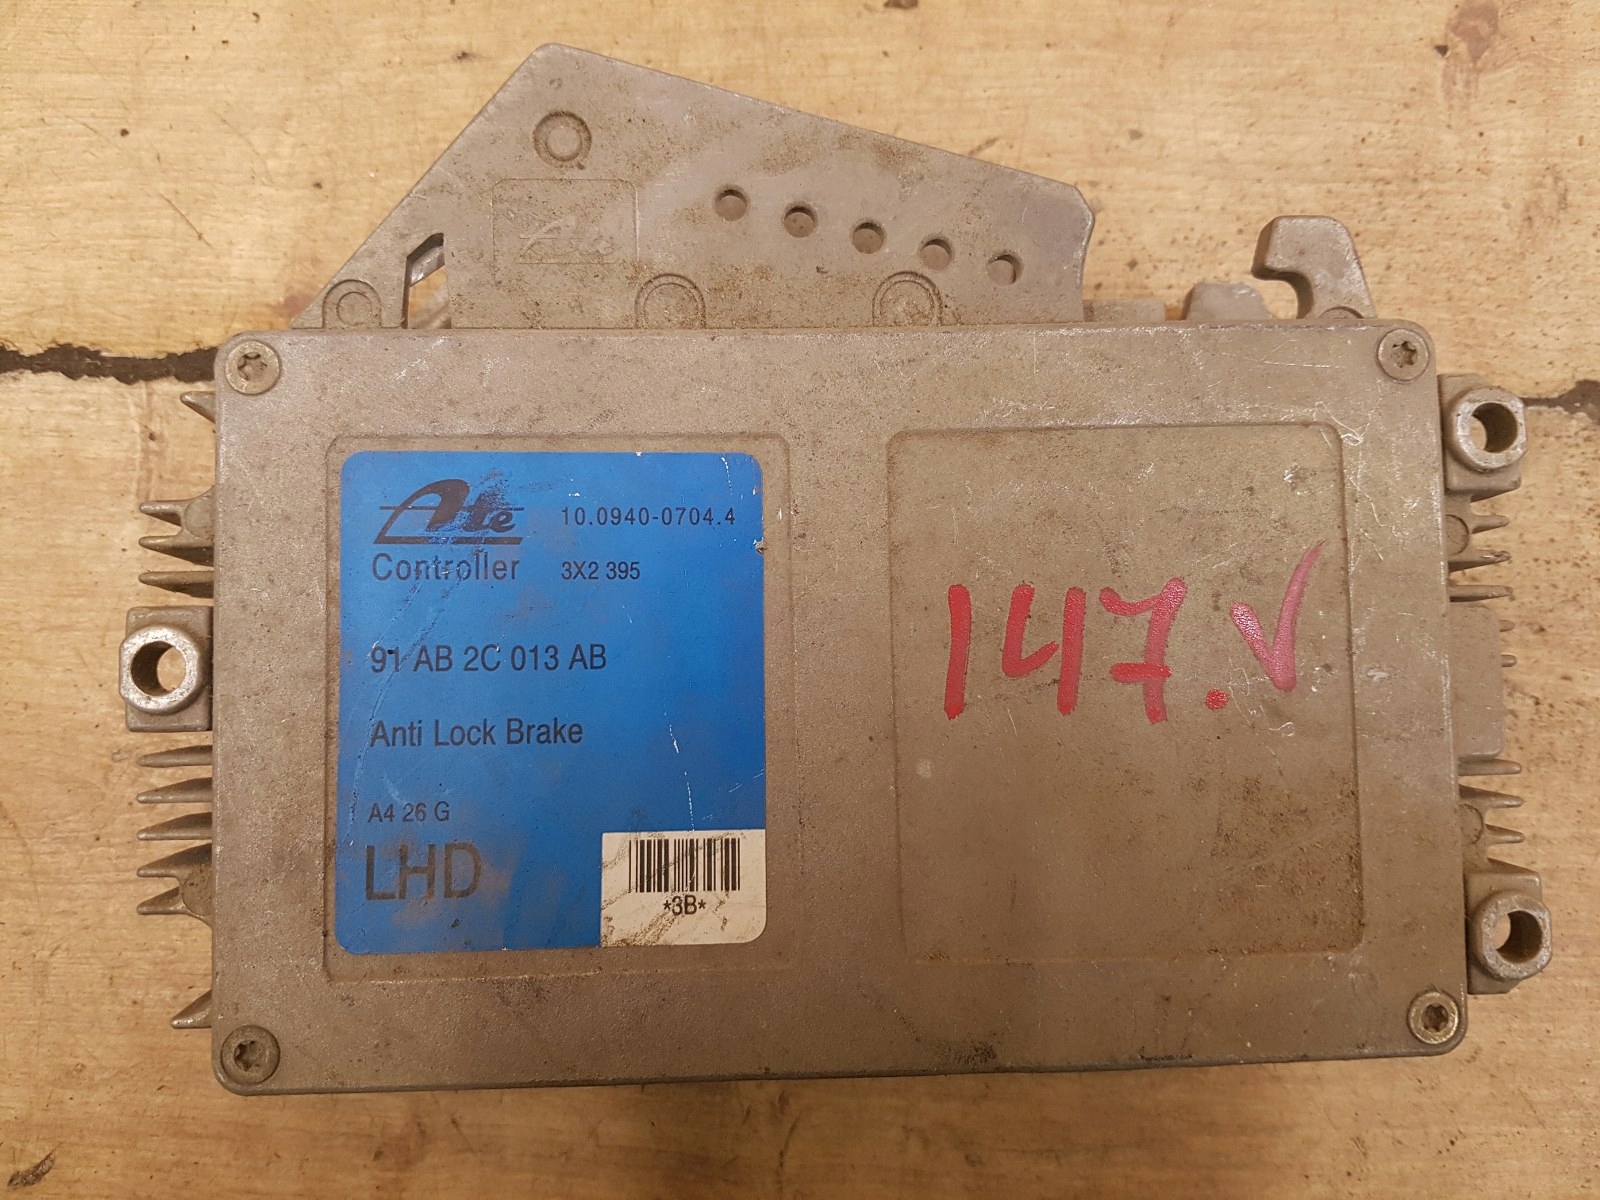 Ate
Ate 10.0940-0704.4
Controller 3X2 395
91 AB 2C 013 AB
Anti Lock Brake
A4 26 G
LHD
*3B*
147.V